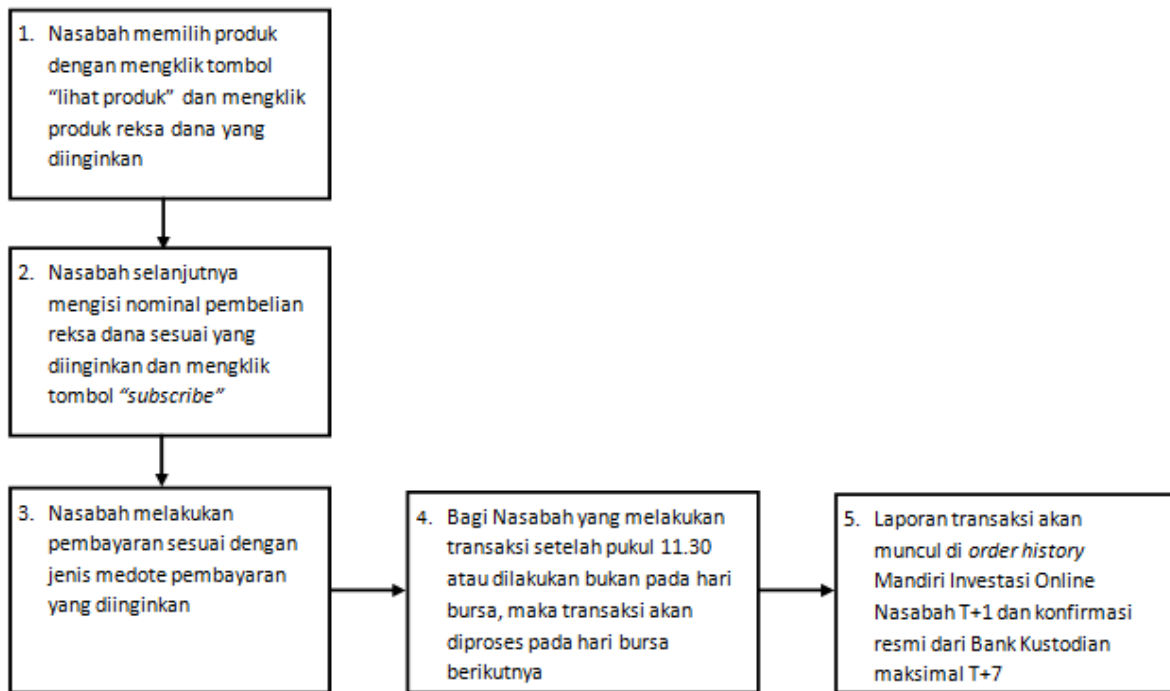 1. Nasabah memilih produk
dengan mengklik tombol
“lihat produk” dan mengklik
produk reksa dana yang
diinginkan
2. Nasabah selanjutnya
mengisi nominal pembelian
reksa dana sesuai yang
diinginkan dan mengklik
tombol “subscribe”
3. Nasabah melakukan
pembayaran sesuai dengan
jenis medote pembayaran
yang diinginkan
4. Bagi Nasabah yang melakukan
transaksi setelah pukul 11.30
atau dilakukan bukan pada hari
bursa, maka transaksi akan
diproses pada hari bursa
berikutnya
5. Laporan transaksi akan
muncul di order history
Mandiri Investasi Online
Nasabah T+1 dan konfirmasi
resmi dari Bank Kustodian
maksimal T+7